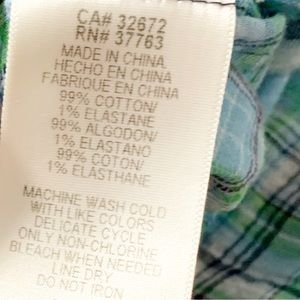 CA# 32672
RN# 37763
MADE IN CHINA
HECHO EN CHINA
FABRIQUE EN CHINA
99% COTTON/
1% ELASTANE
99% ALGODON/
1% ELASTANO
99% COTON/
1% ELASTHANE
MACHINE WASH COLD
WITH LIKE COLORS
DELICATE CYCLE
ONLY NON-CHLORINE
BLEACH WHEN NEEDED
LINE DRY
DO NOT IRON